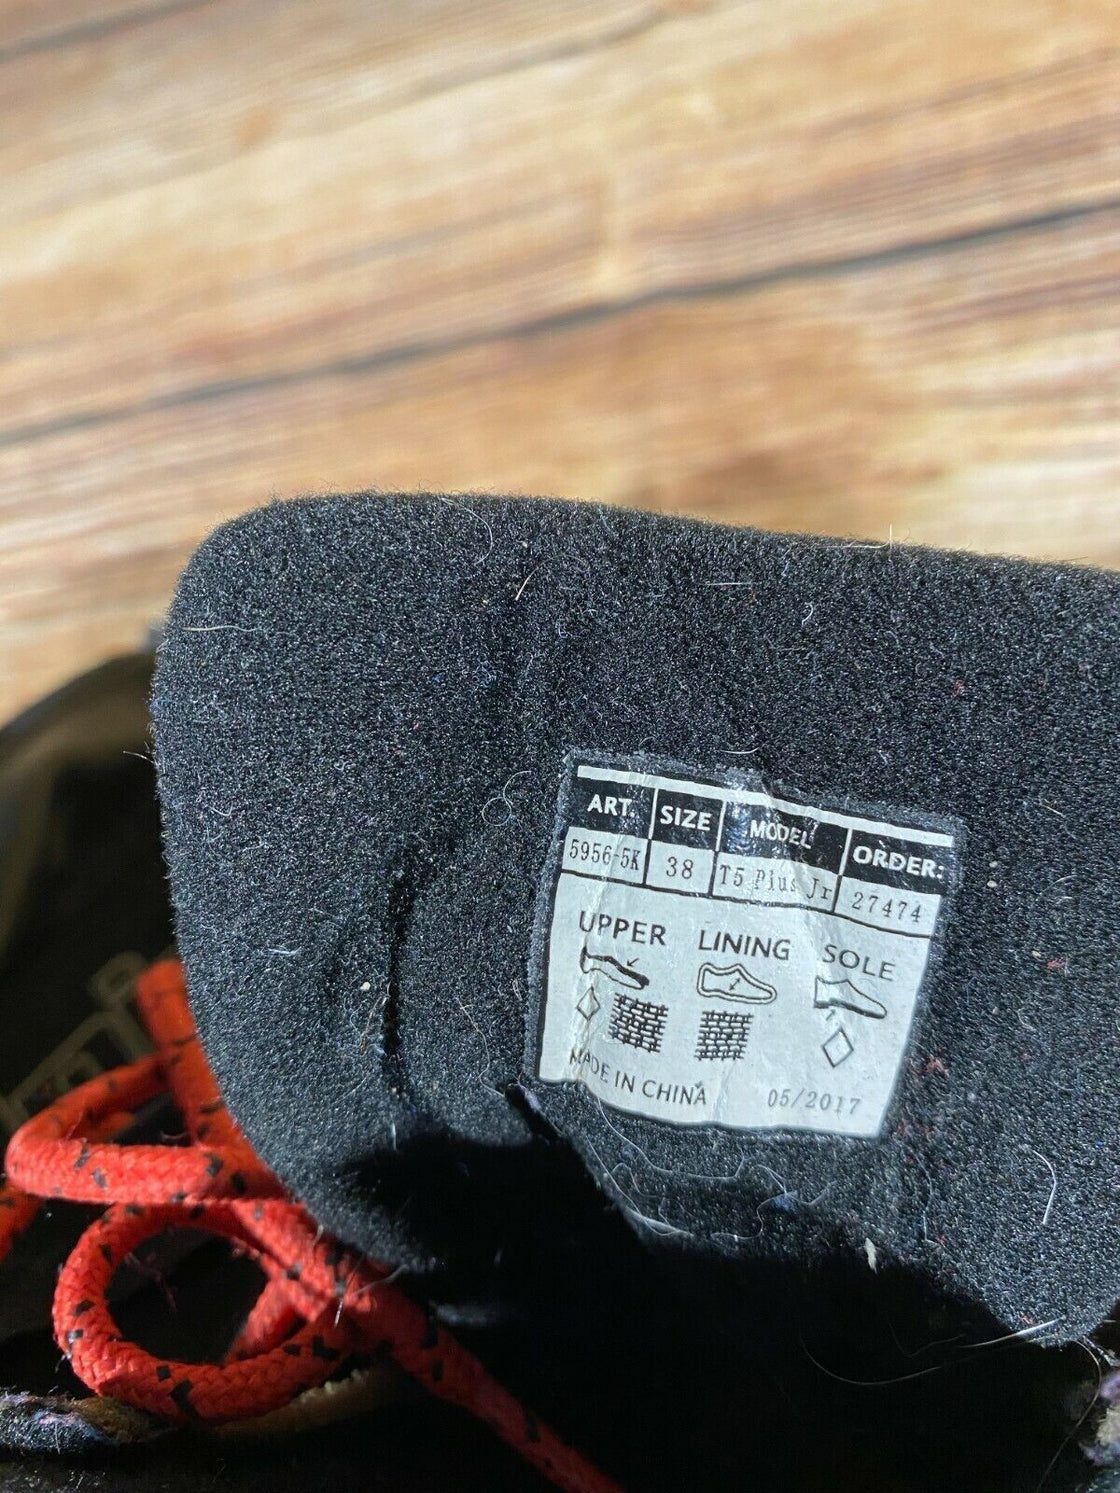 ART. SIZE MODEL ORDER:
5956-5K 38 T5 Plus Jr 27474
UPPER LINING SOLE
MADE IN CHINA 05/2017